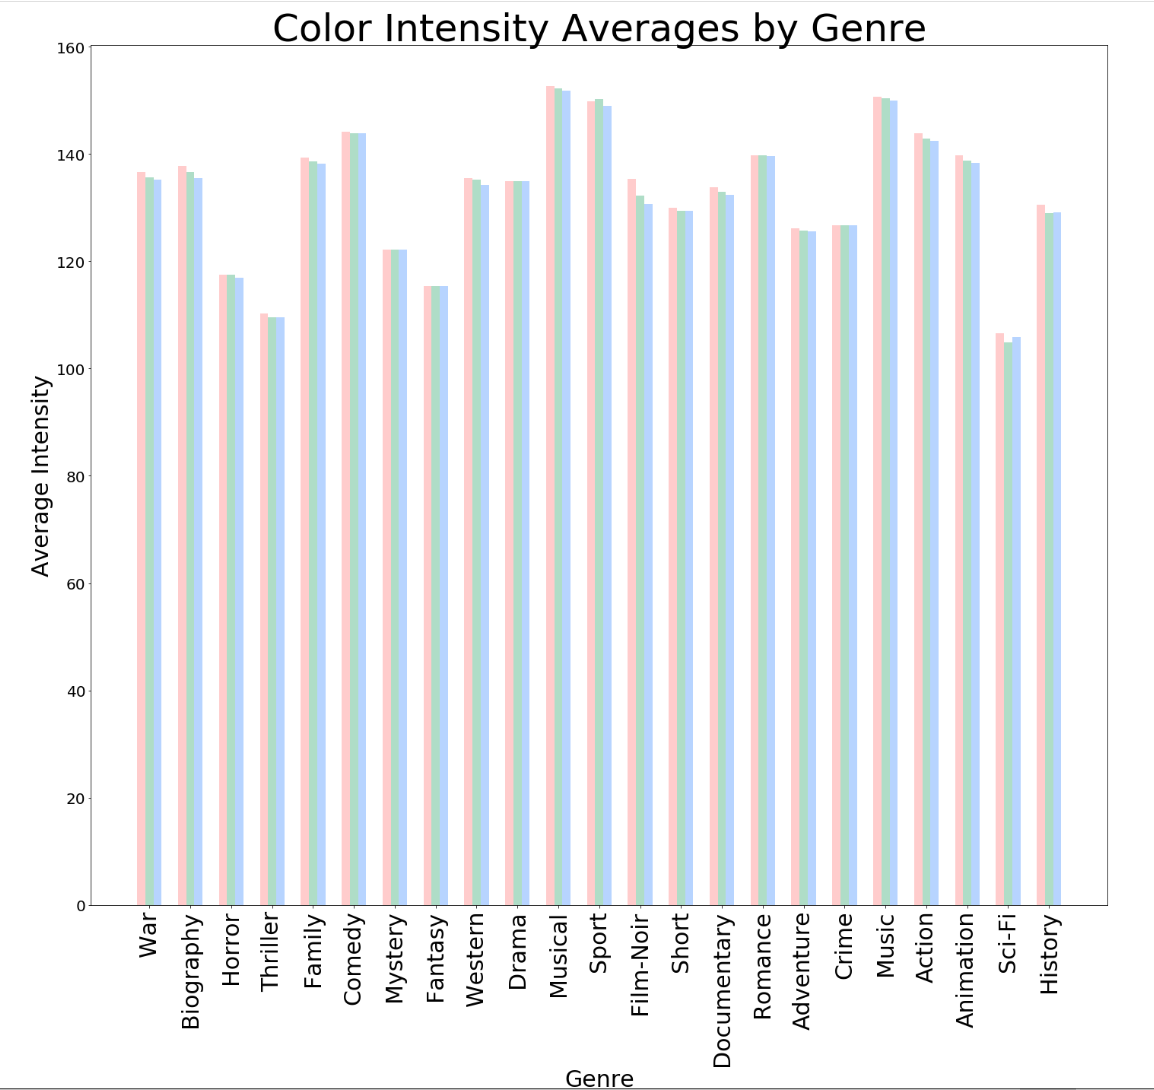 Color Intensity Averages by Genre
160
140
120
100
80
60
40
20
0
Average Intensity
War
Biography
Horror
Thriller
Family
Comedy
Mystery
Fantasy
Western
Drama
Musical
Sport
Film-Noir
Short
Documentary
Romance
Adventure
Crime
Music
Action
Animation
Sci-Fi
History
Genre